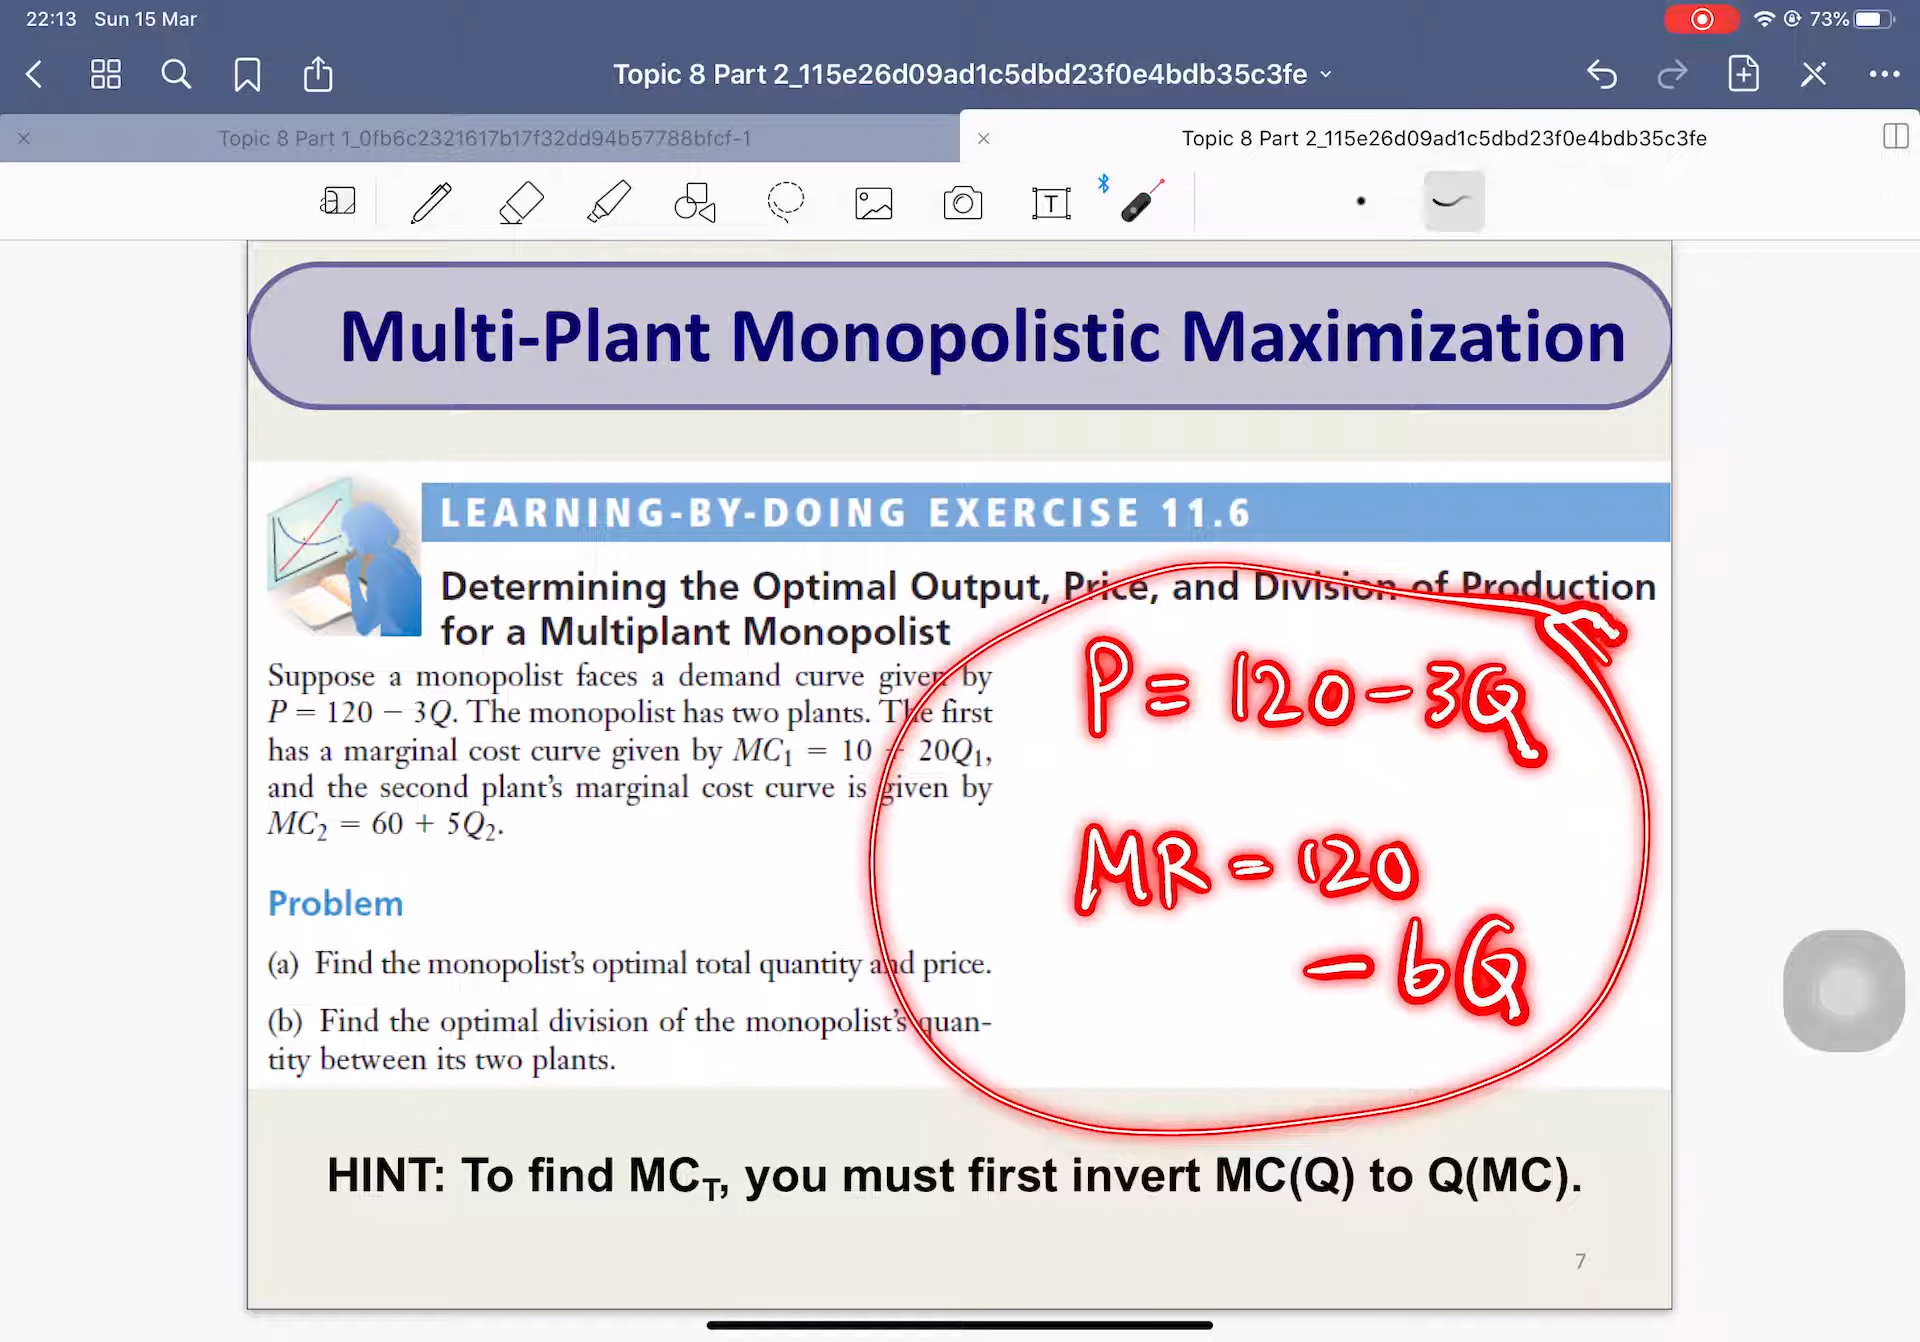 22:13 Sun 15 Mar
73%
Topic 8 Part 2_115e26d09ad1c5dbd23f0e4bdb35c3fe
Topic 8 Part 1_0fb6c2321617b17f32dd94b57788bfcf-1
Topic 8 Part 2_115e26d09ad1c5dbd23f0e4bdb35c3fe
Multi-Plant Monopolistic Maximization
LEARNING-BY-DOING EXERCISE 11.6
Determining the Optimal Output, Price, and Division of Production
for a Multiplant Monopolist
Suppose a monopolist faces a demand curve given by
P = 120 − 3Q. The monopolist has two plants. The first
has a marginal cost curve given by MC₁ = 10 + 20Q₁,
and the second plant's marginal cost curve is given by
MC₂ = 60 + 5Q₂.
Problem
(a) Find the monopolist's optimal total quantity and price.
(b) Find the optimal division of the monopolist's quan-
tity between its two plants.
P = 120 − 3Q
MR = 120
− 6Q
HINT: To find MC_T, you must first invert MC(Q) to Q(MC).
7